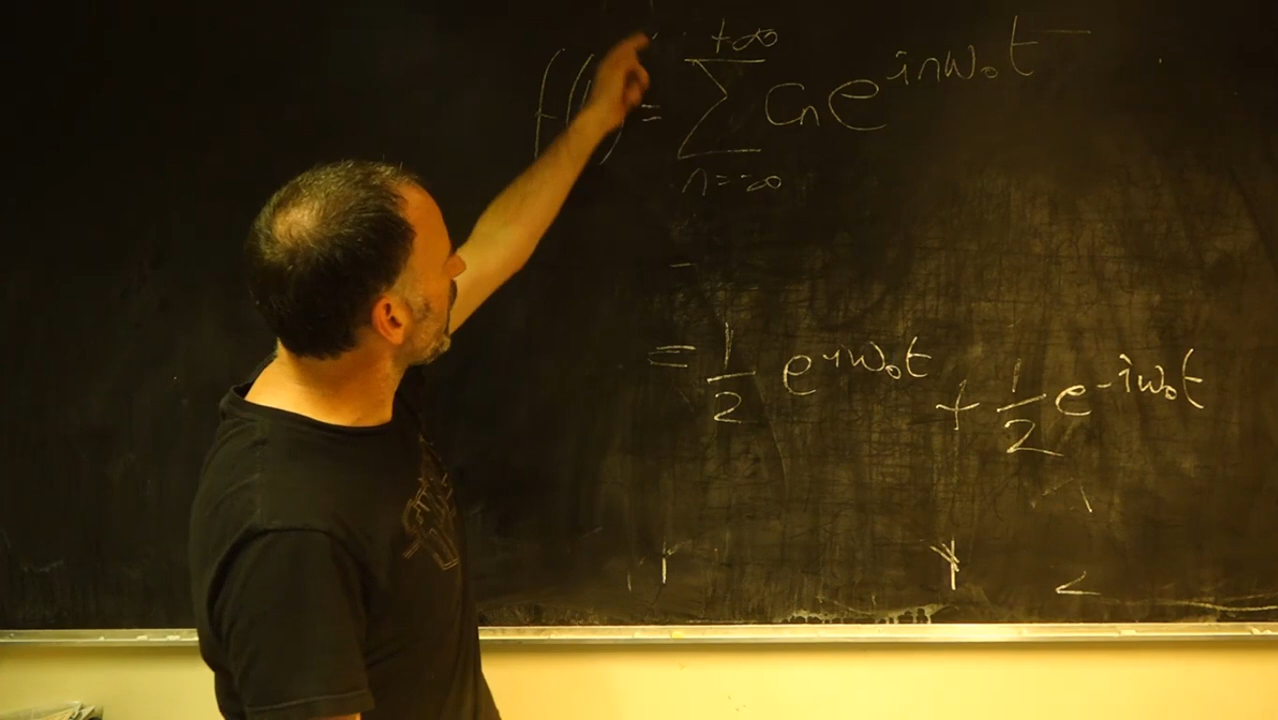 +∞
f( ) = ∑ cn e^{inω₀t}
n=-∞
= 1/2 e^{iω₀t} + 1/2 e^{-iω₀t}